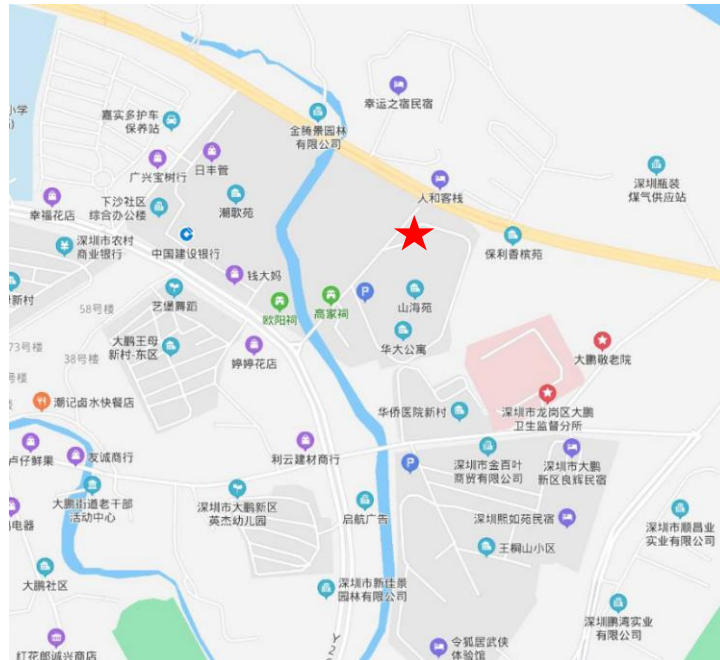 小学
嘉实多护车
保养站
金腾景园林
有限公司
幸运之宿民宿
广兴宝树行
日丰管
幸福花店
下沙社区
综合办公楼
潮歌苑
人和客栈
深圳瓶装
煤气供应站
深圳市农村
商业银行
中国建设银行
保利香槟苑
新村
钱大妈
58号楼
艺堡舞蹈
欧阳祠
高家祠
P
山海苑
73号楼
38号楼
大鹏王母
新村-东区
婷婷花店
华大公寓
大鹏敬老院
号楼
潮记卤水快餐店
华侨医院新村
深圳市龙岗区大鹏
卫生监督分所
卢仔鲜果
友诚商行
利云建材商行
P
深圳市金百叶
商贸有限公司
深圳市大鹏
新区良辉民宿
大鹏街道老干部
活动中心
深圳市大鹏新区
英杰幼儿园
启航广告
深圳熙如苑民宿
深圳市顺昌业
实业有限公司
电器
王桐山小区
大鹏社区
深圳市新佳景
园林有限公司
深圳鹏湾实业
有限公司
红花郎诚兴商店
Y2
令狐居武侠
体验馆